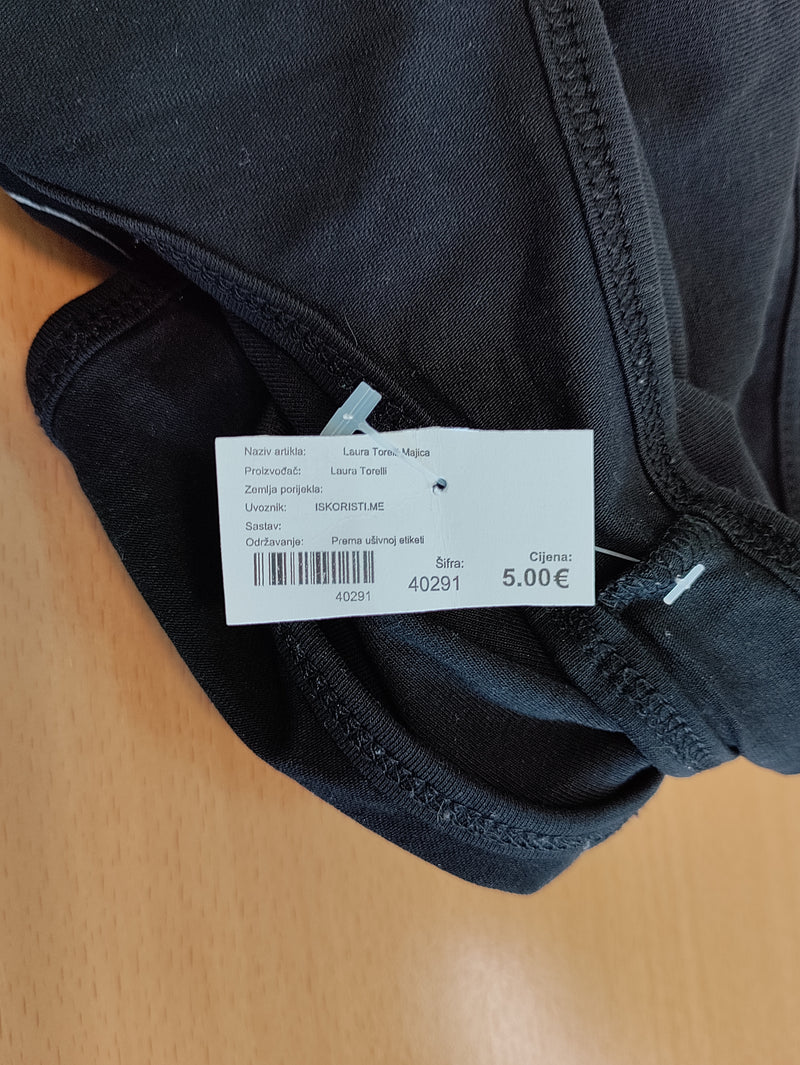 Naziv artikla: Laura Torelli Majica
Proizvođač: Laura Torelli
Zemlja porijekla:
Uvoznik: ISKORISTI.ME
Sastav:
Održavanje: Prema ušivnoj etiketi
40291
Šifra:
40291
Cijena:
5.00€